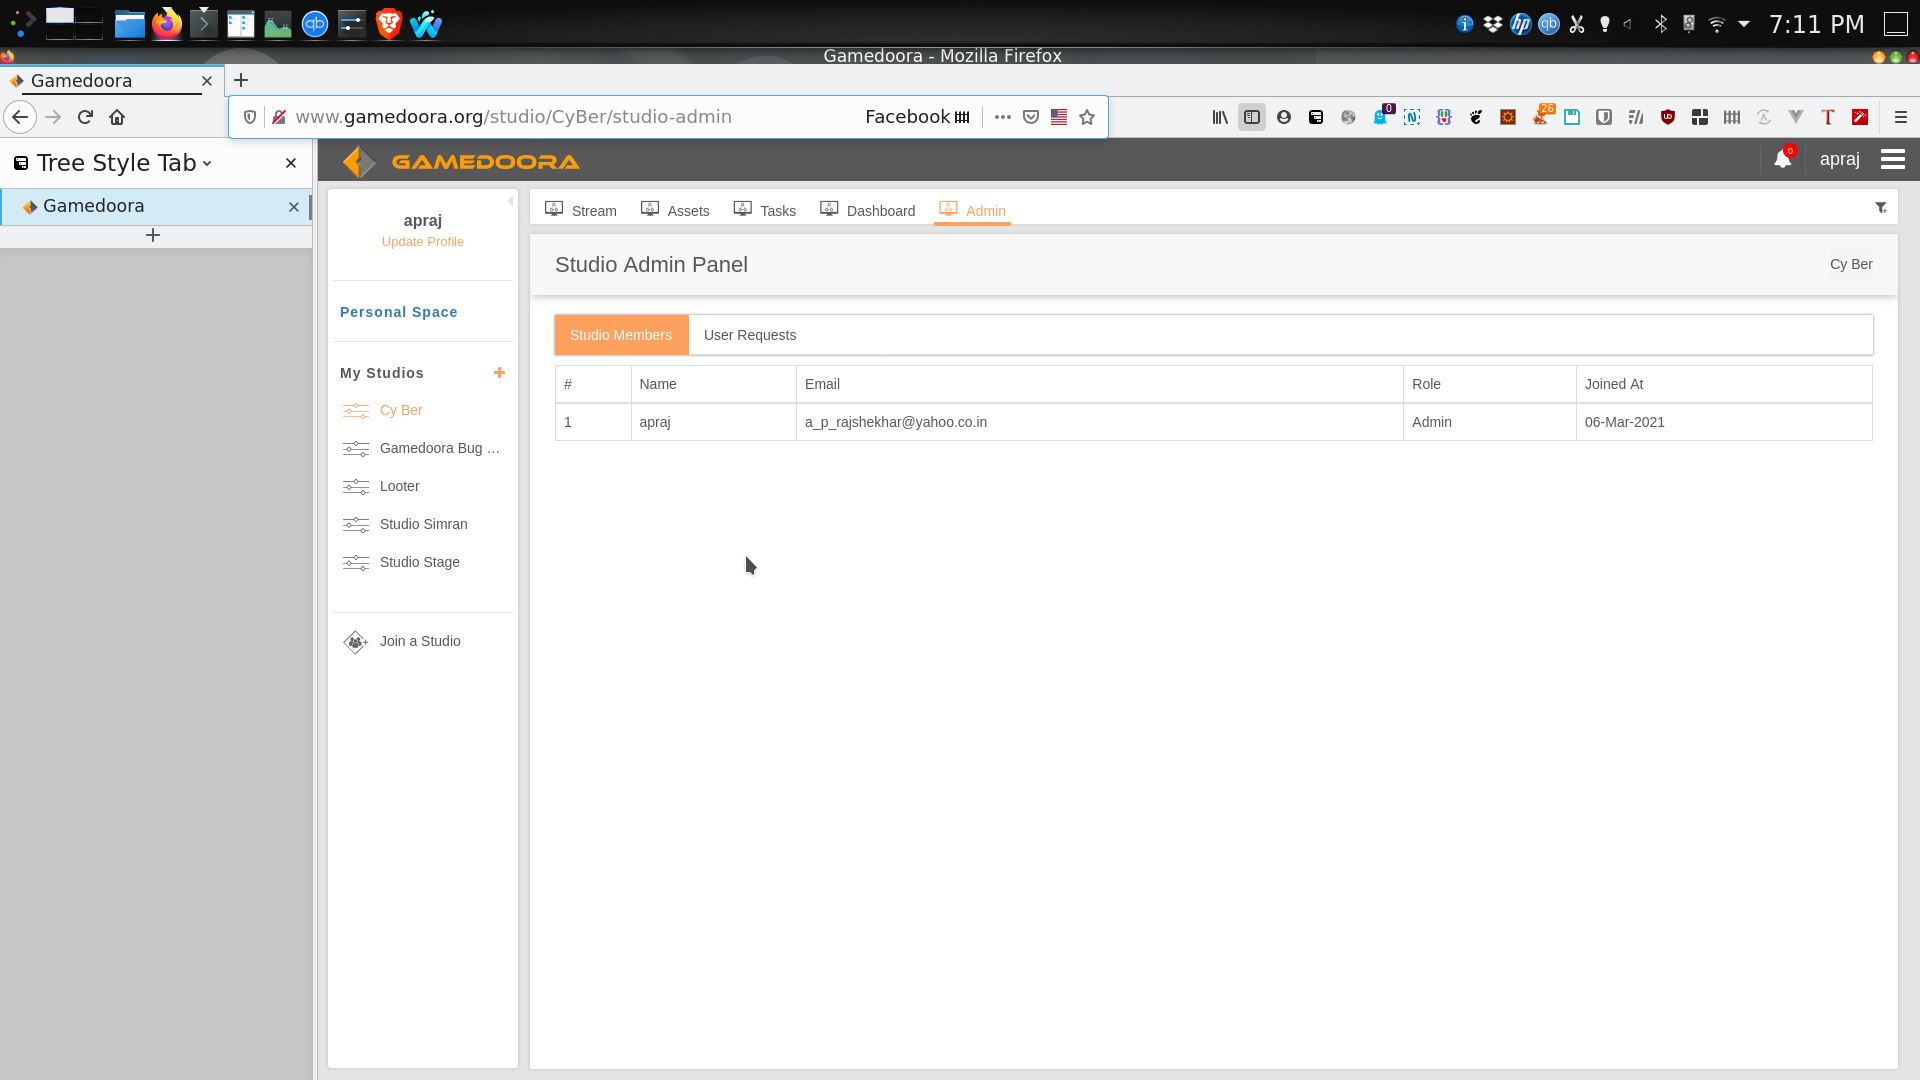 7:11 PM
Gamedoora - Mozilla Firefox
Gamedoora
www.gamedoora.org/studio/CyBer/studio-admin
Facebook
0
26
Tree Style Tab
Gamedoora
GAMEDOORA
0
apraj
apraj
Update Profile
Personal Space
My Studios
Cy Ber
Gamedoora Bug ...
Looter
Studio Simran
Studio Stage
Join a Studio
Stream
Assets
Tasks
Dashboard
Admin
Studio Admin Panel
Cy Ber
Studio Members
User Requests
# Name Email Role Joined At
1 apraj a_p_rajshekhar@yahoo.co.in Admin 06-Mar-2021